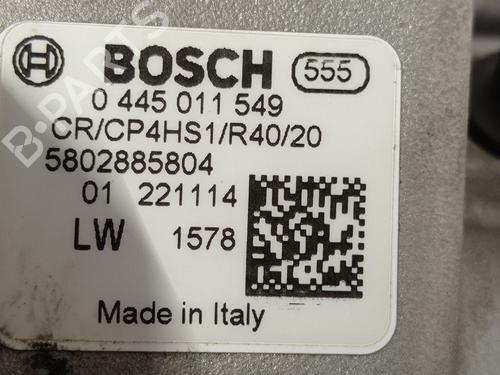 BOSCH 555
0 445 011 549
CR/CP4HS1/R40/20
5802885804
01 221114
LW 1578
Made in Italy
B-PARTS